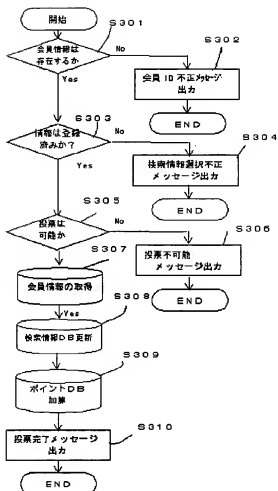 開始
S301
会員情報は
存在するか
No
S302
会員ID不正メッセージ
出力
Yes
END
S303
情報は登録
済みか?
No
S304
検索情報選択不正
メッセージ出力
Yes
END
S305
投票は
可能か
No
S306
投票不可能
メッセージ出力
END
S307
会員情報の取得
Yes
S308
検索情報DB更新
S309
ポイントDB
加算
S310
投票完了メッセージ
出力
END